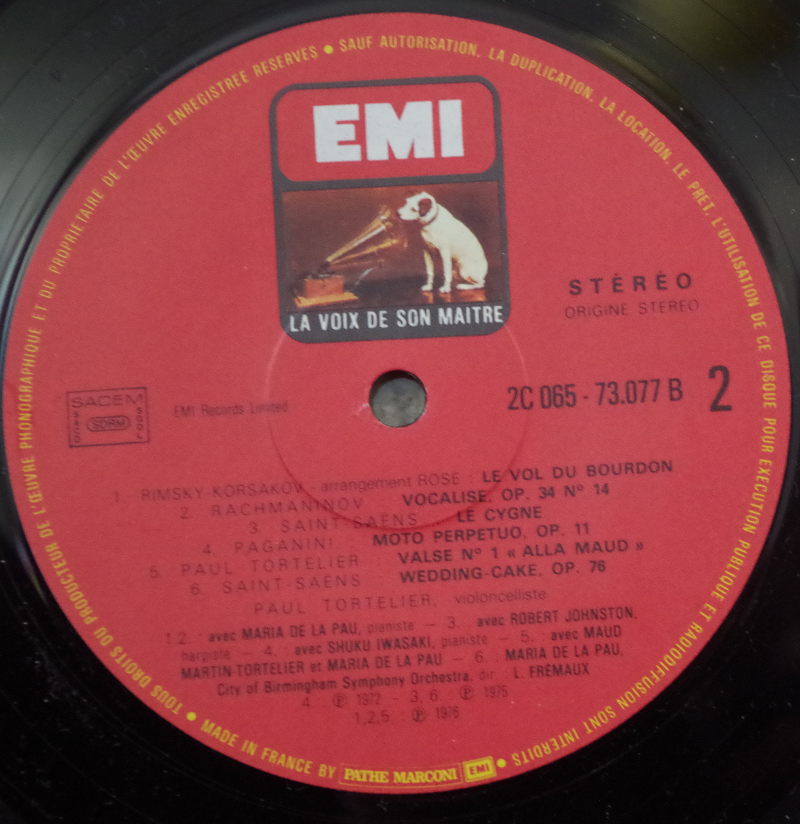 TOUS DROITS DU PRODUCTEUR DE L'ŒUVRE PHONOGRAPHIQUE ET DU PROPRIETAIRE DE L'ŒUVRE ENREGISTREE RESERVES ● SAUF AUTORISATION, LA DUPLICATION, LA LOCATION, LE PRET, L'UTILISATION DE CE DISQUE POUR EXECUTION PUBLIQUE ET RADIODIFFUSION SONT INTERDITS ●
EMI
LA VOIX DE SON MAITRE
STÉRÉO
ORIGINE STEREO
SACEM
SACD SDRM SGDL
EMI Records Limited
2C 065 - 73.077 B 2
1. RIMSKY-KORSAKOV - arrangement ROSE : LE VOL DU BOURDON
2. RACHMANINOV : VOCALISE, OP. 34 Nº 14
3. SAINT-SAËNS : LE CYGNE
4. PAGANINI : MOTO PERPETUO, OP. 11
5. PAUL TORTELIER : VALSE Nº 1 « ALLA MAUD »
6. SAINT-SAËNS : WEDDING-CAKE, OP. 76
PAUL TORTELIER, violoncelliste
1.2. : avec MARIA DE LA PAU, pianiste - 3. : avec ROBERT JOHNSTON,
harpiste - 4. : avec SHUKU IWASAKI, pianiste - 5. : avec MAUD
MARTIN-TORTELIER et MARIA DE LA PAU - 6. : MARIA DE LA PAU,
City of Birmingham Symphony Orchestra, dir. : L. FRÉMAUX
4. : ℗ 1972 - 3, 6. : ℗ 1975
1,2,5. : ℗ 1976
● MADE IN FRANCE BY PATHE MARCONI EMI ●